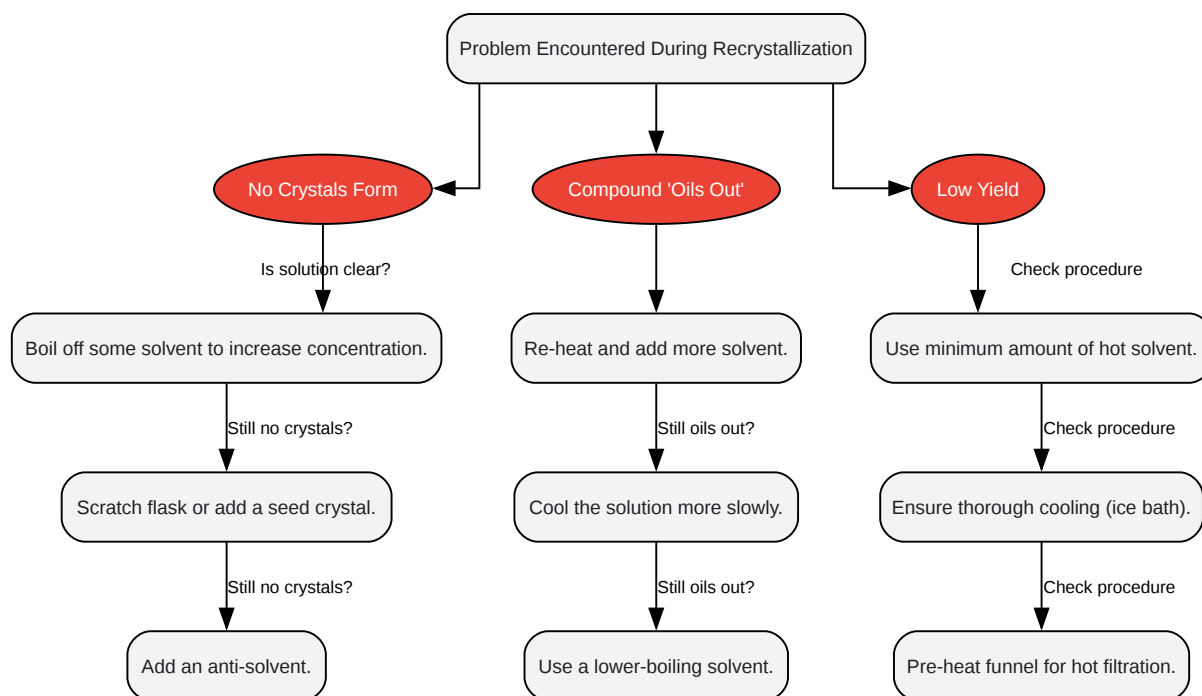 Problem Encountered During Recrystallization
No Crystals Form
Compound 'Oils Out'
Low Yield
Is solution clear?
Check procedure
Boil off some solvent to increase concentration.
Re-heat and add more solvent.
Use minimum amount of hot solvent.
Still no crystals?
Still oils out?
Check procedure
Scratch flask or add a seed crystal.
Cool the solution more slowly.
Ensure thorough cooling (ice bath).
Still no crystals?
Still oils out?
Check procedure
Add an anti-solvent.
Use a lower-boiling solvent.
Pre-heat funnel for hot filtration.